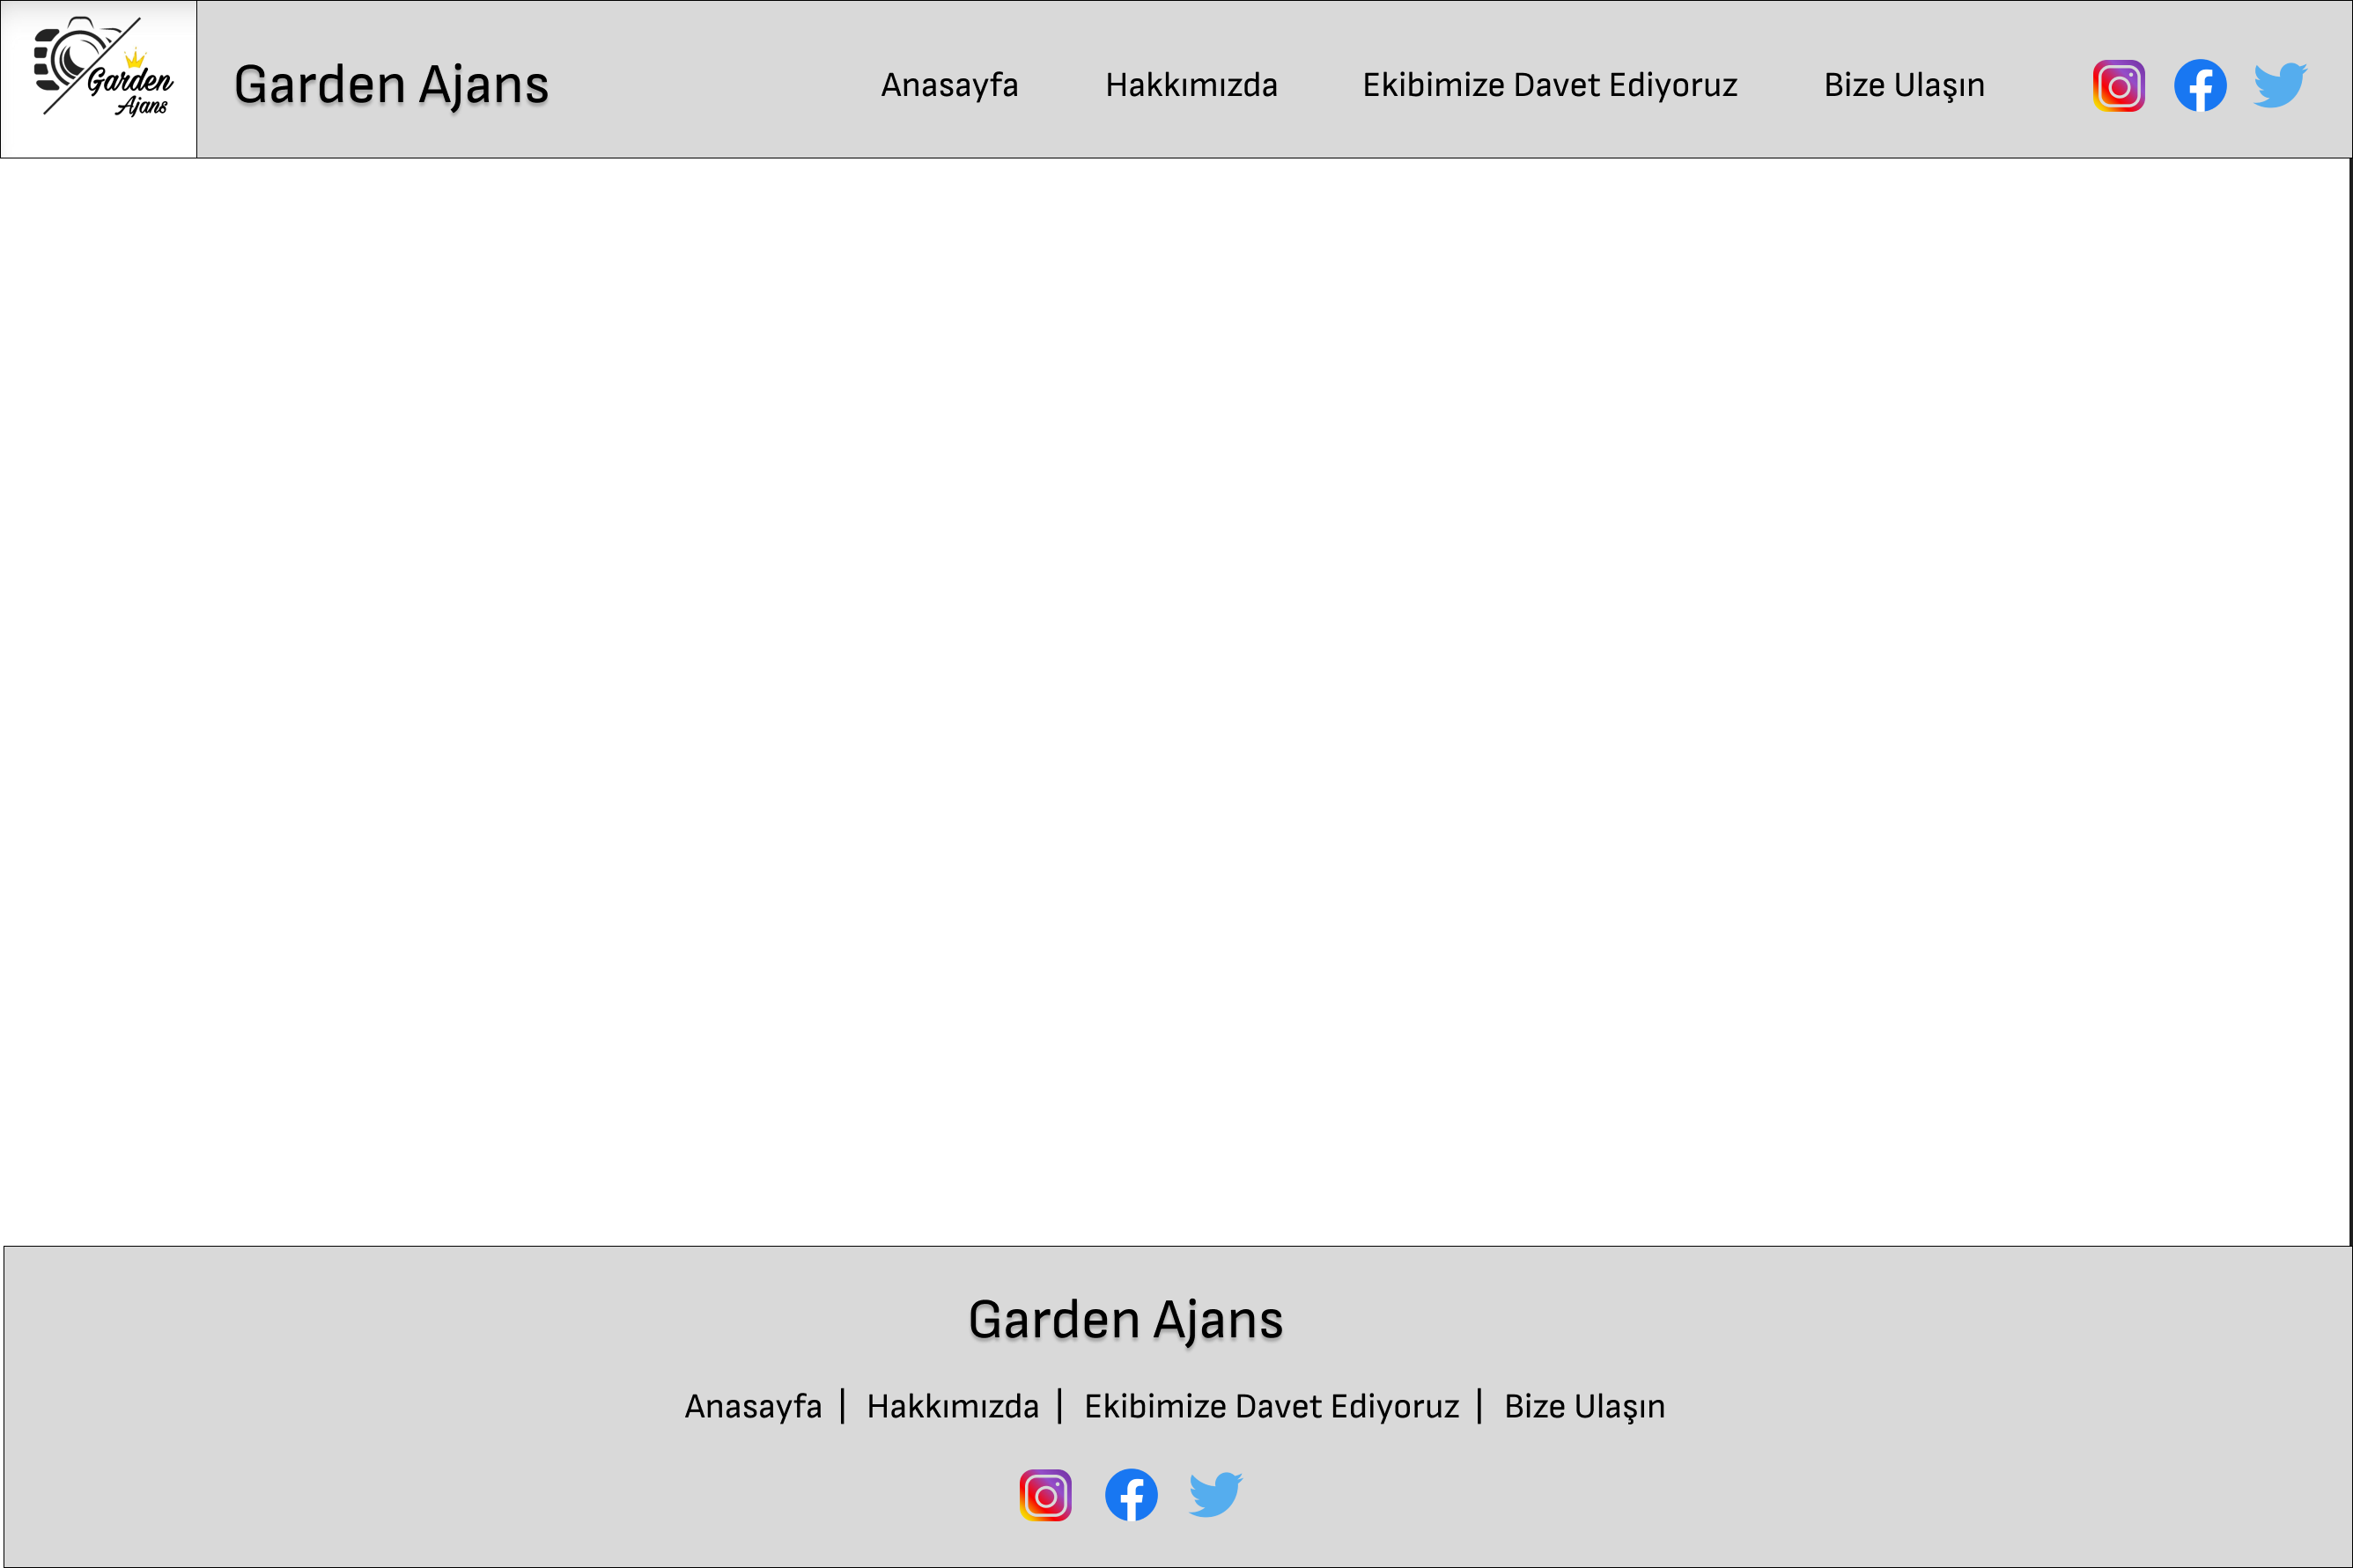 Garden
Ajans
Garden Ajans
Anasayfa
Hakkımızda
Ekibimize Davet Ediyoruz
Bize Ulaşın
Garden Ajans
Anasayfa | Hakkımızda | Ekibimize Davet Ediyoruz | Bize Ulaşın